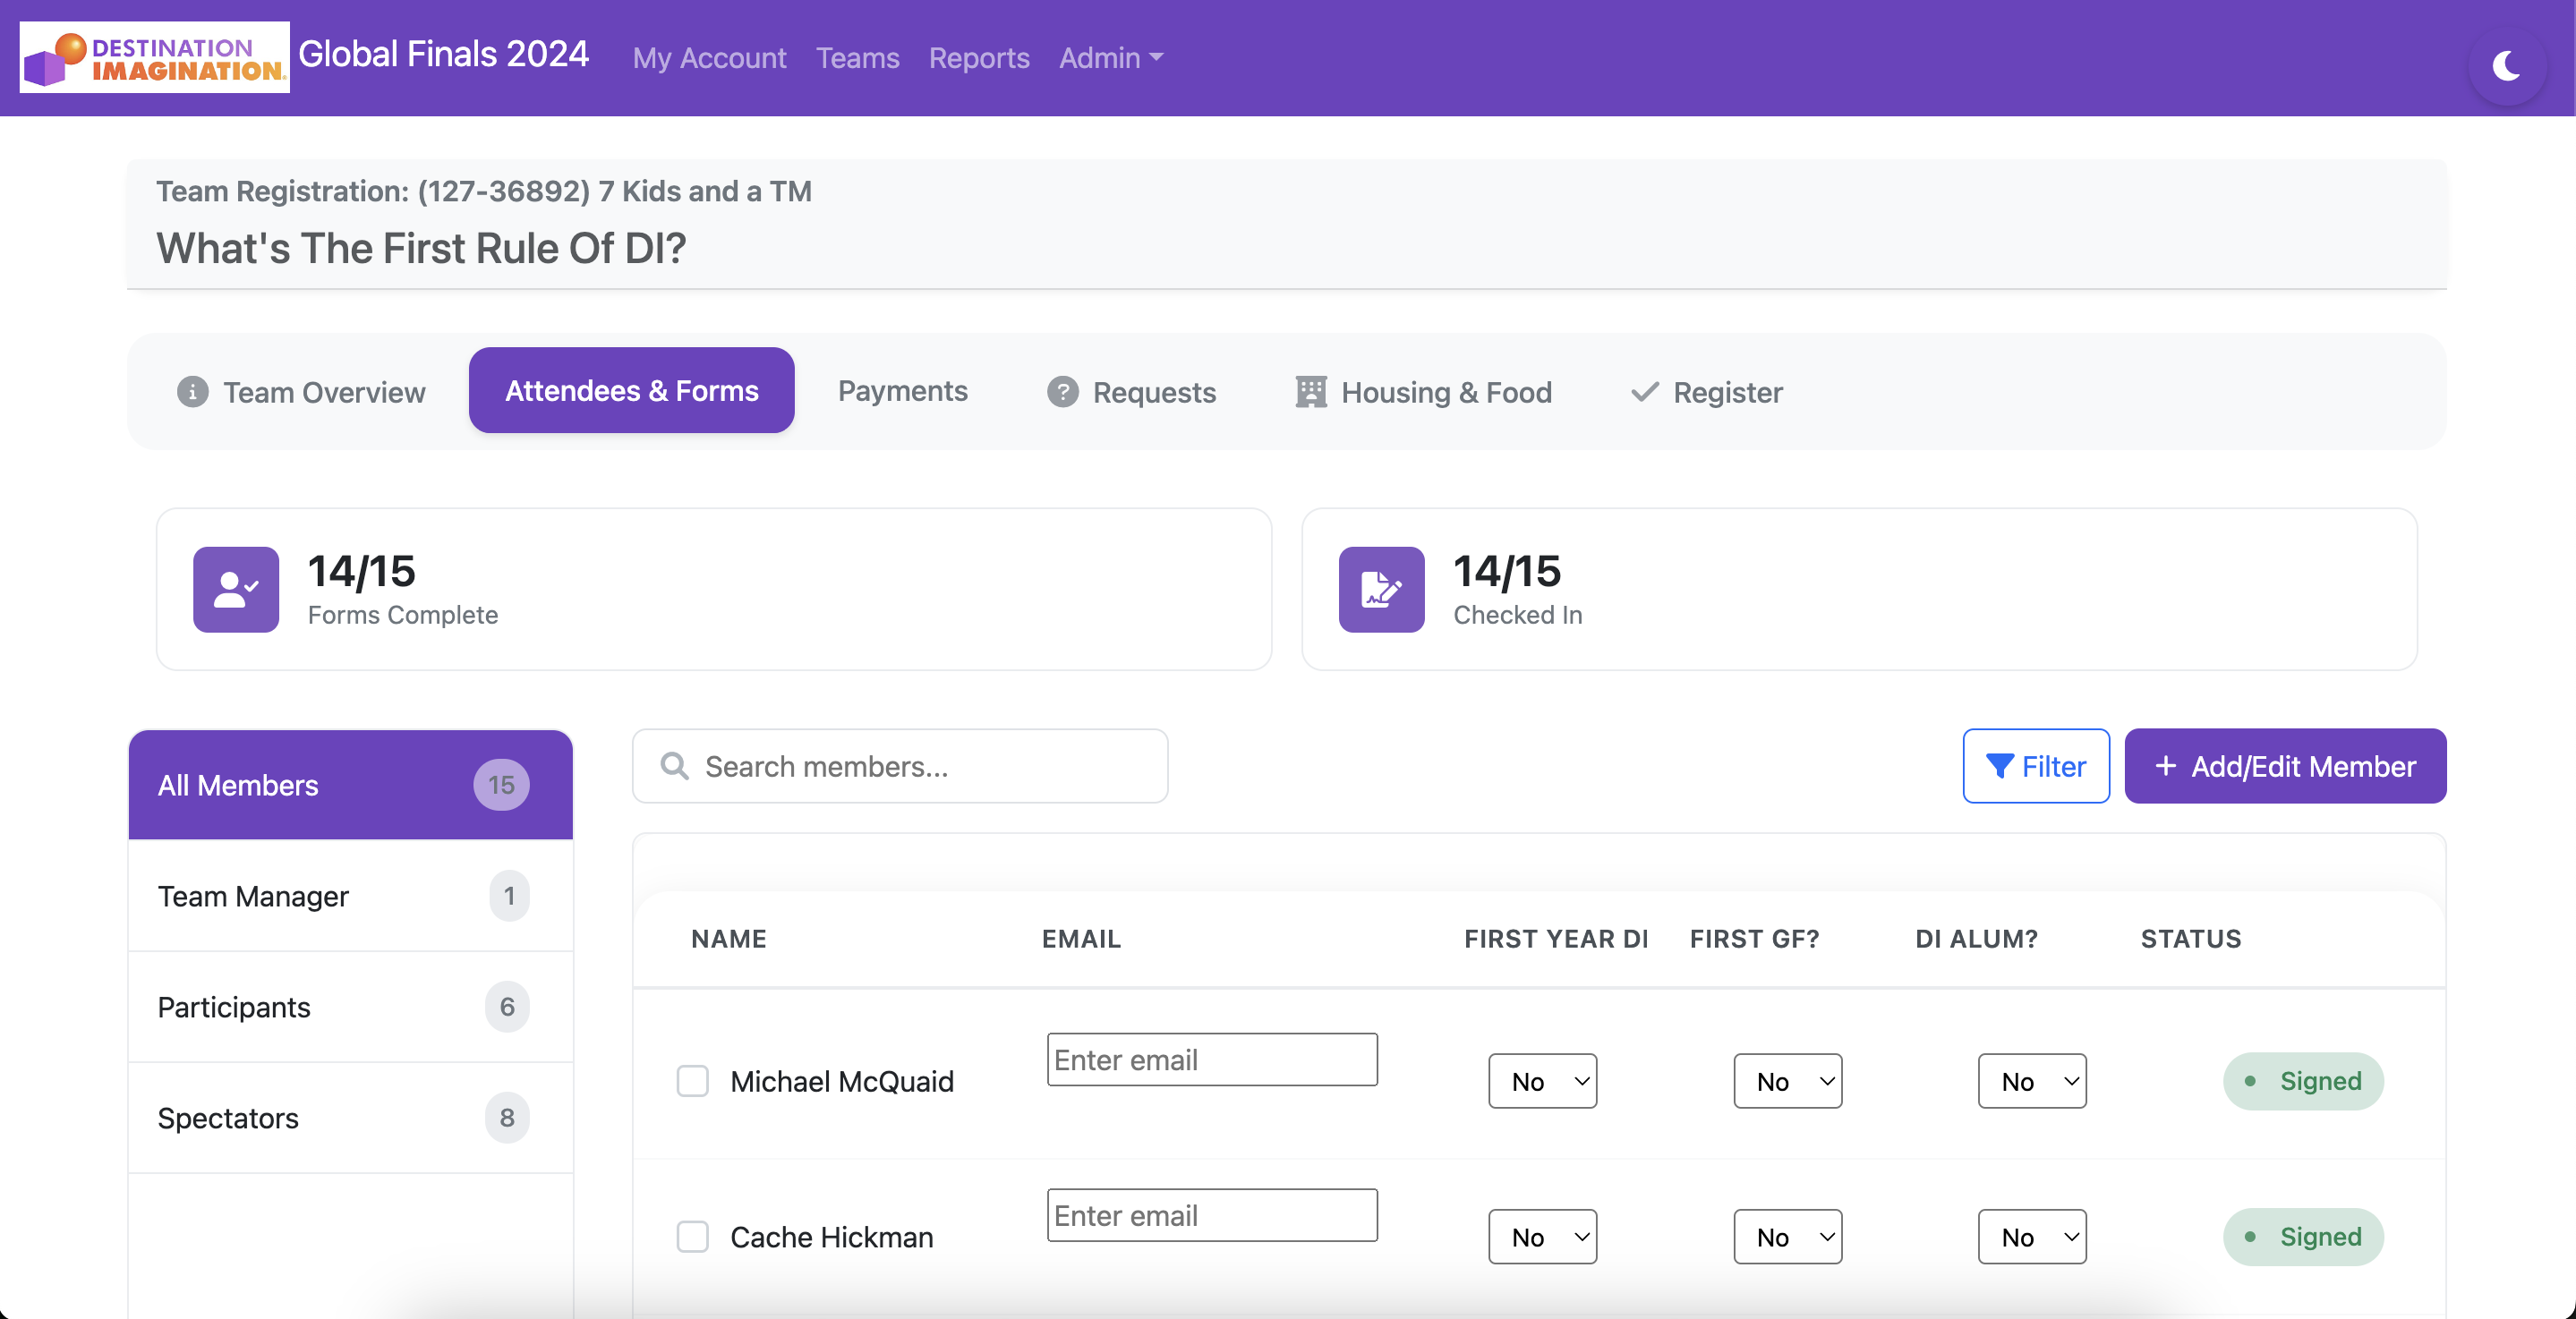 DESTINATION
IMAGINATION.
Global Finals 2024
My Account
Teams
Reports
Admin
Team Registration: (127-36892) 7 Kids and a TM
What's The First Rule Of DI?
Team Overview
Attendees & Forms
Payments
Requests
Housing & Food
Register
14/15
Forms Complete
14/15
Checked In
All Members 15
Team Manager 1
Participants 6
Spectators 8
Search members...
Filter
+ Add/Edit Member
NAME EMAIL FIRST YEAR DI FIRST GF? DI ALUM? STATUS
Michael McQuaid Enter email No No No Signed
Cache Hickman Enter email No No No Signed